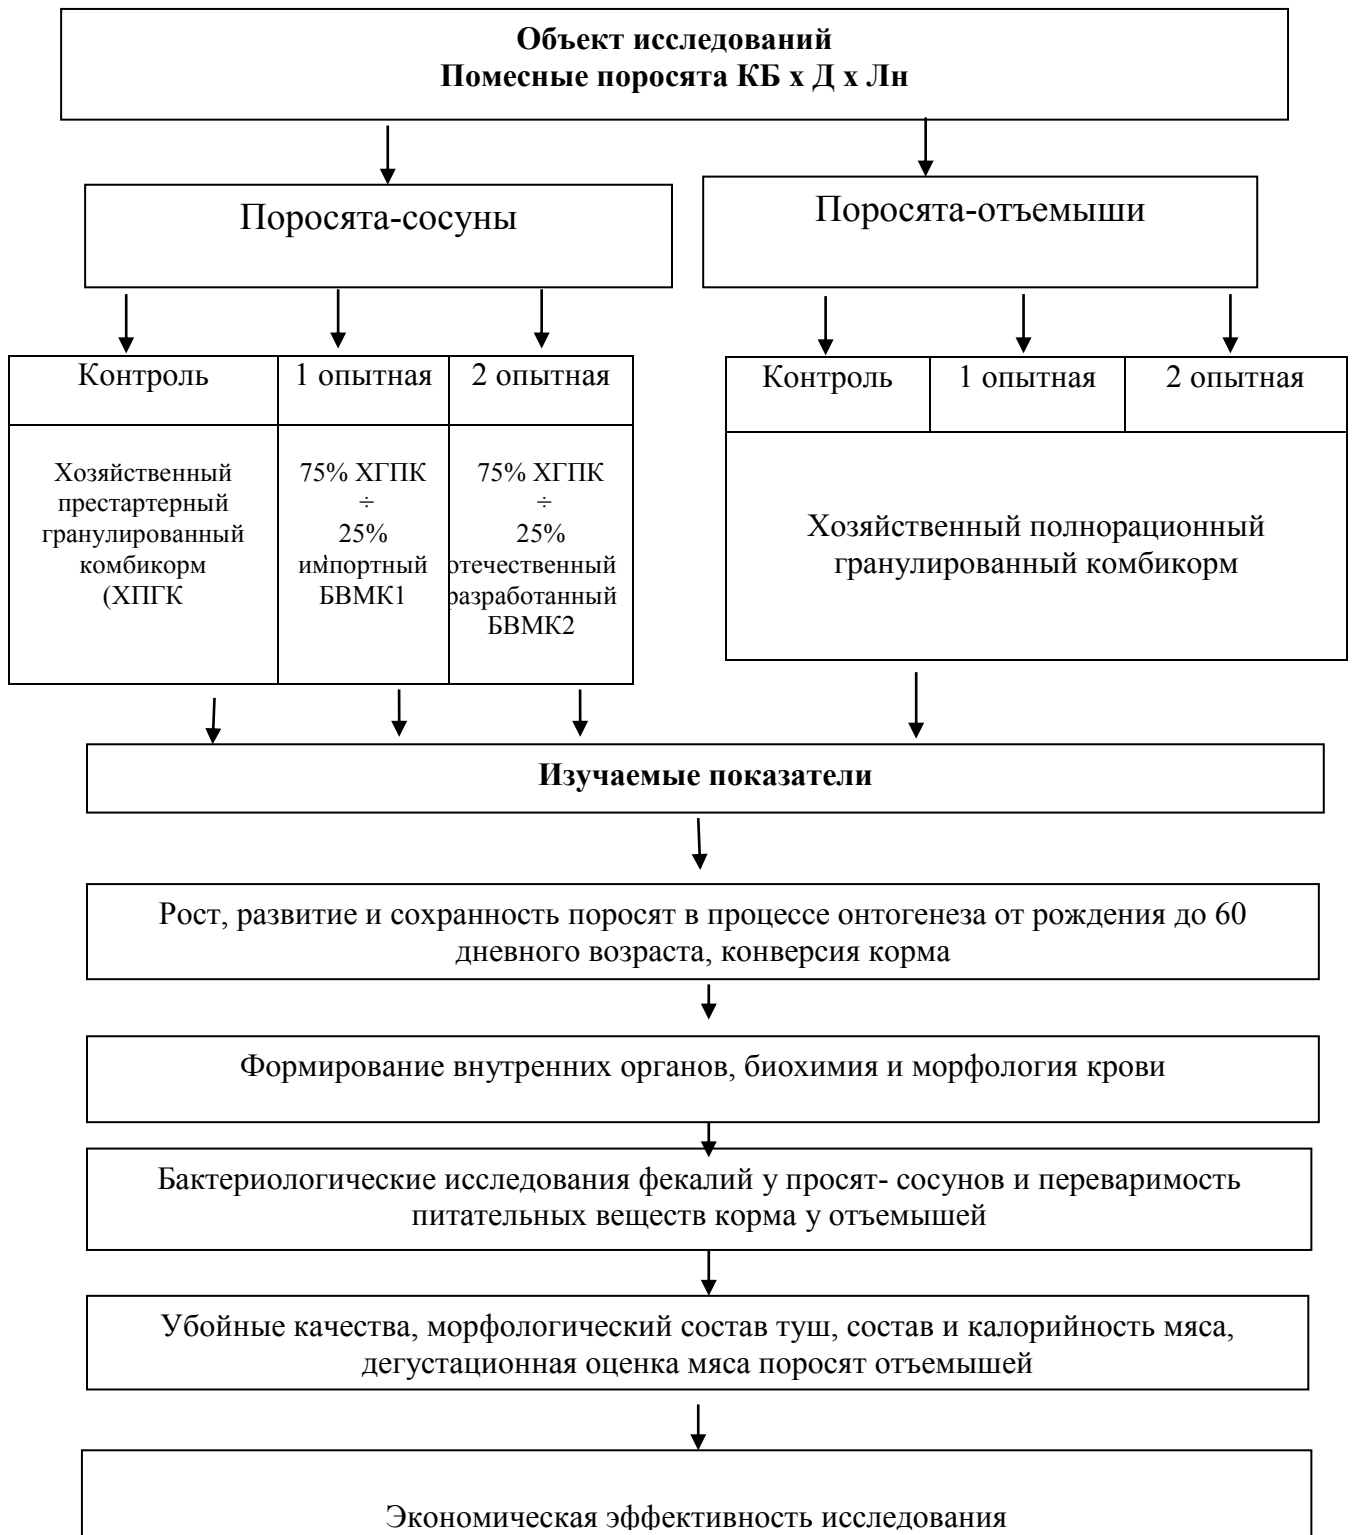 Объект исследований
Помесные поросята КБ х Д х Лн
Поросята-сосуны
Поросята-отъемыши
Контроль
1 опытная
2 опытная
Хозяйственный
престартерный
гранулированный
комбикорм
(ХПГК
75% ХГПК
÷
25%
импортный
БВМК1
75% ХГПК
÷
25%
отечественный
разработанный
БВМК2
Контроль
1 опытная
2 опытная
Хозяйственный полнорационный
гранулированный комбикорм
Изучаемые показатели
Рост, развитие и сохранность поросят в процессе онтогенеза от рождения до 60
дневного возраста, конверсия корма
Формирование внутренних органов, биохимия и морфология крови
Бактериологические исследования фекалий у просят- сосунов и переваримость
питательных веществ корма у отъемышей
Убойные качества, морфологический состав туш, состав и калорийность мяса,
дегустационная оценка мяса поросят отъемышей
Экономическая эффективность исследования